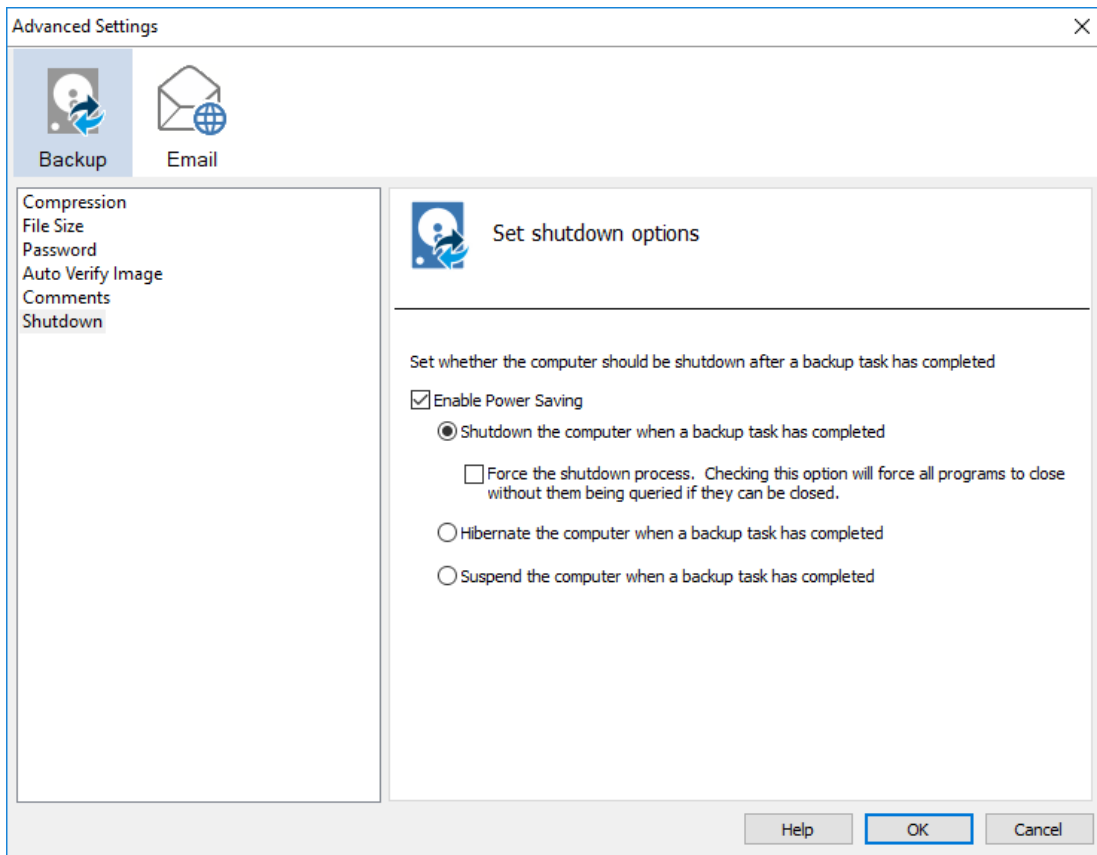 Advanced Settings
Backup
Email
Compression
File Size
Password
Auto Verify Image
Comments
Shutdown
Set shutdown options
Set whether the computer should be shutdown after a backup task has completed
Enable Power Saving
Shutdown the computer when a backup task has completed
Force the shutdown process.  Checking this option will force all programs to close
without them being queried if they can be closed.
Hibernate the computer when a backup task has completed
Suspend the computer when a backup task has completed
Help
OK
Cancel